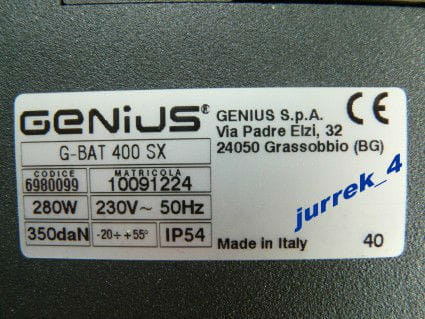 GENiUS® GENIUS S.p.A. CE
Via Padre Elzi, 32
G-BAT 400 SX 24050 Grassobbio (BG)
CODICE MATRICOLA
6980099 10091224
280W 230V~ 50Hz
350daN -20÷+55° IP54
Made in Italy 40
jurrek_4